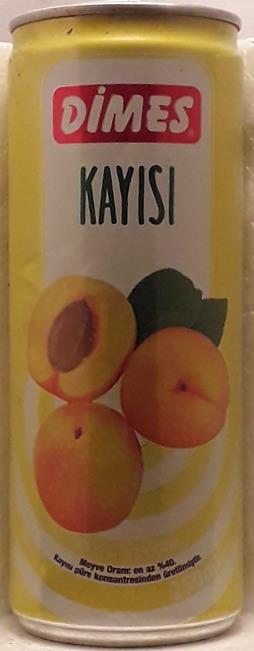 DİMES
KAYISI
Meyve Oranı: en az %40.
Kayısı püre konsantresinden üretilmiştir.